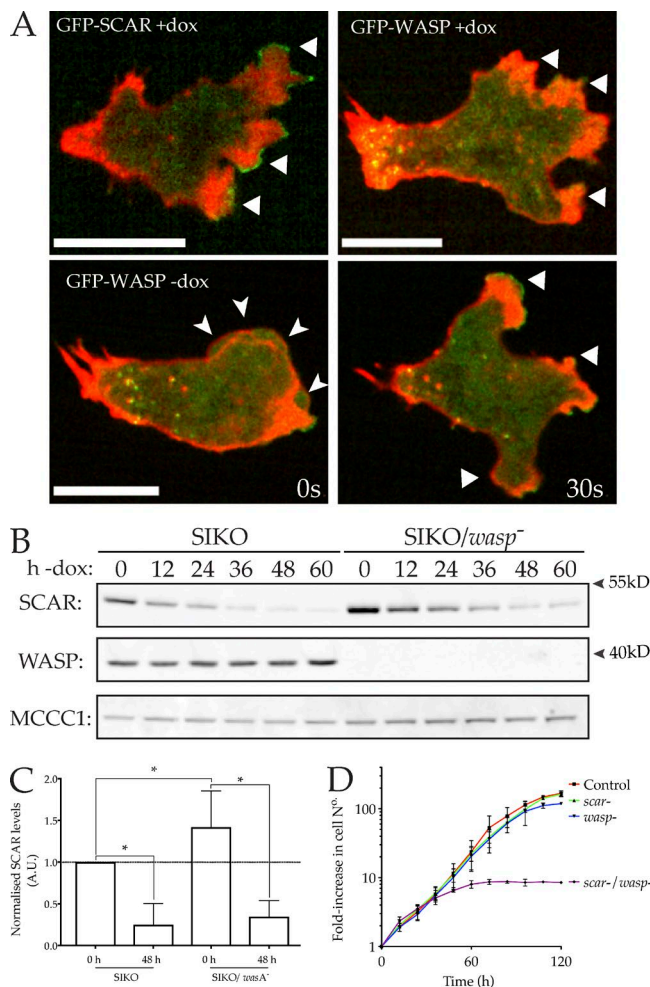 A
GFP-SCAR +dox
GFP-WASP +dox
GFP-WASP -dox
0s
30s
B
SIKO
SIKO/wasp-
h -dox: 0 12 24 36 48 60 0 12 24 36 48 60
SCAR:
55kD
WASP:
40kD
MCCC1:
C
Normalised SCAR levels
(A.U.)
2.0
1.5
1.0
0.5
0.0
* * *
0 h 48 h 0 h 48 h
SIKO SIKO/ wasA-
D
Fold-increase in cell Nº.
100
10
1
0 60 120
Time (h)
Control
scar-
wasp-
scar-/wasp-